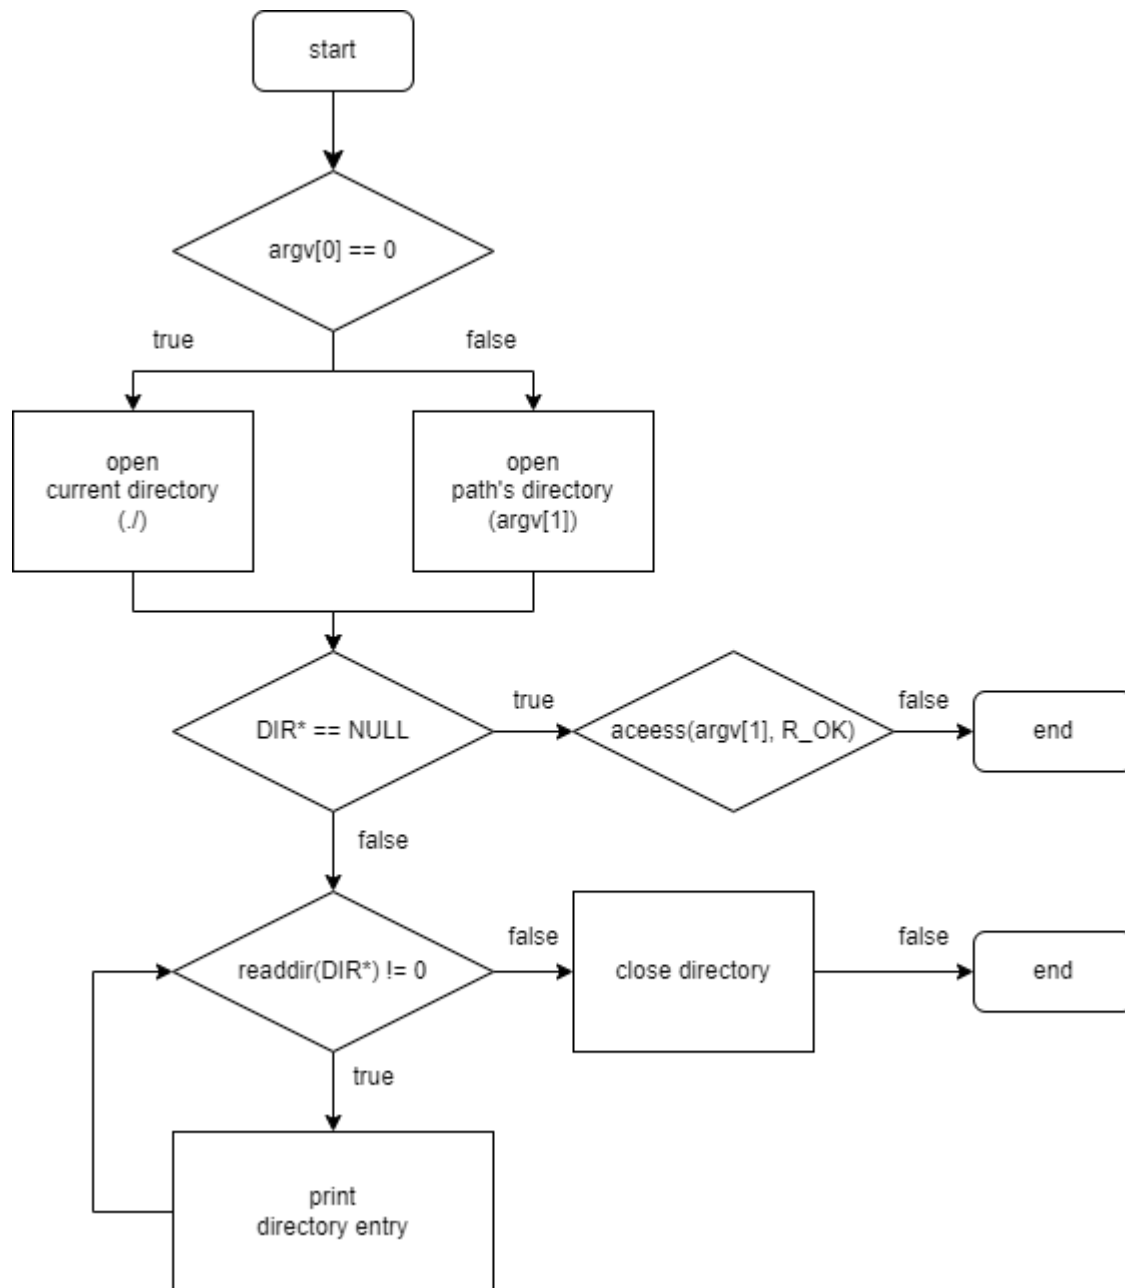 start
argv[0] == 0
true
false
open
current directory
(./)
open
path's directory
(argv[1])
DIR* == NULL
true
aceess(argv[1], R_OK)
false
end
false
readdir(DIR*) != 0
false
close directory
false
end
true
print
directory entry